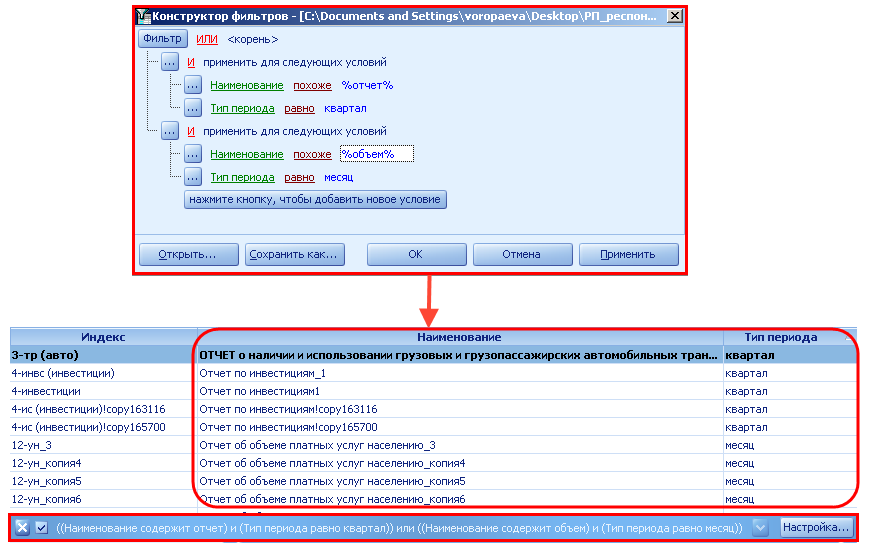 Конструктор фильтров - [C:\Documents and Settings\voropaeva\Desktop\РП_респон...
Фильтр ИЛИ <корень>
... И применить для следующих условий
... Наименование похоже %отчет%
... Тип периода равно квартал
... И применить для следующих условий
... Наименование похоже %объем%
... Тип периода равно месяц
нажмите кнопку, чтобы добавить новое условие
Открыть... Сохранить как... OK Отмена Применить
Индекс Наименование Тип периода
3-тр (авто) ОТЧЕТ о наличии и использовании грузовых и грузопассажирских автомобильных тран... квартал
4-инвс (инвестиции) Отчет по инвестициям_1 квартал
4-инвестиции Отчет по инвестициям1 квартал
4-ис (инвестиции)!copy163116 Отчет по инвестициям!copy163116 квартал
4-ис (инвестиции)!copy165700 Отчет по инвестициям!copy165700 квартал
12-ун_3 Отчет об объеме платных услуг населению_3 месяц
12-ун_копия4 Отчет об объеме платных услуг населению_копия4 месяц
12-ун_копия5 Отчет об объеме платных услуг населению_копия5 месяц
12-ун_копия6 Отчет об объеме платных услуг населению_копия6 месяц
((Наименование содержит отчет) и (Тип периода равно квартал)) или ((Наименование содержит объем) и (Тип периода равно месяц)) Настройка...